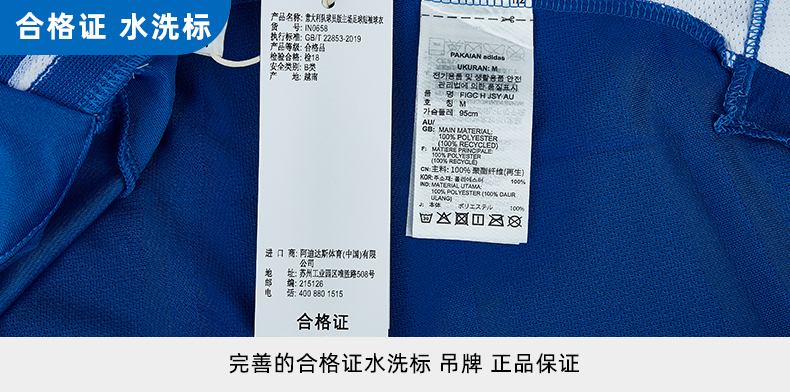 合格证 水洗标
产品名称: 意大利队球员版主场足球短袖球衣
货 号: IN0658
执行标准: GB/T 22853-2019
产品等级: 合格品
检验合格: 检18
安全类别: B类
产 地: 越南
进 口 商: 阿迪达斯体育(中国)有限
公司
地 址: 苏州工业园区唯胜路508号
邮 编: 215126
电 话: 400 880 1515
合格证
PAKAIAN adidas
UKURAN: M
전기용품 및 생활용품 안전
관리법에 의한 품질표시
품 명 FIGC H JSY AU
호 칭 M
가슴둘레 95cm
AU/
GB: MAIN MATERIAL:
100% POLYESTER
(100% RECYCLED)
F: MATIERE PRINCIPALE:
100% POLYESTER
(100% RECYCLE)
CN: 主料: 100% 聚酯纤维(再生)
KOR: 주소재: 폴리에스터 100%
IND: MATERIAL UTAMA:
100% POLYESTER (100% DAUR
ULANG)
J: 本体 ポリエステル 100%
完善的合格证水洗标 吊牌 正品保证